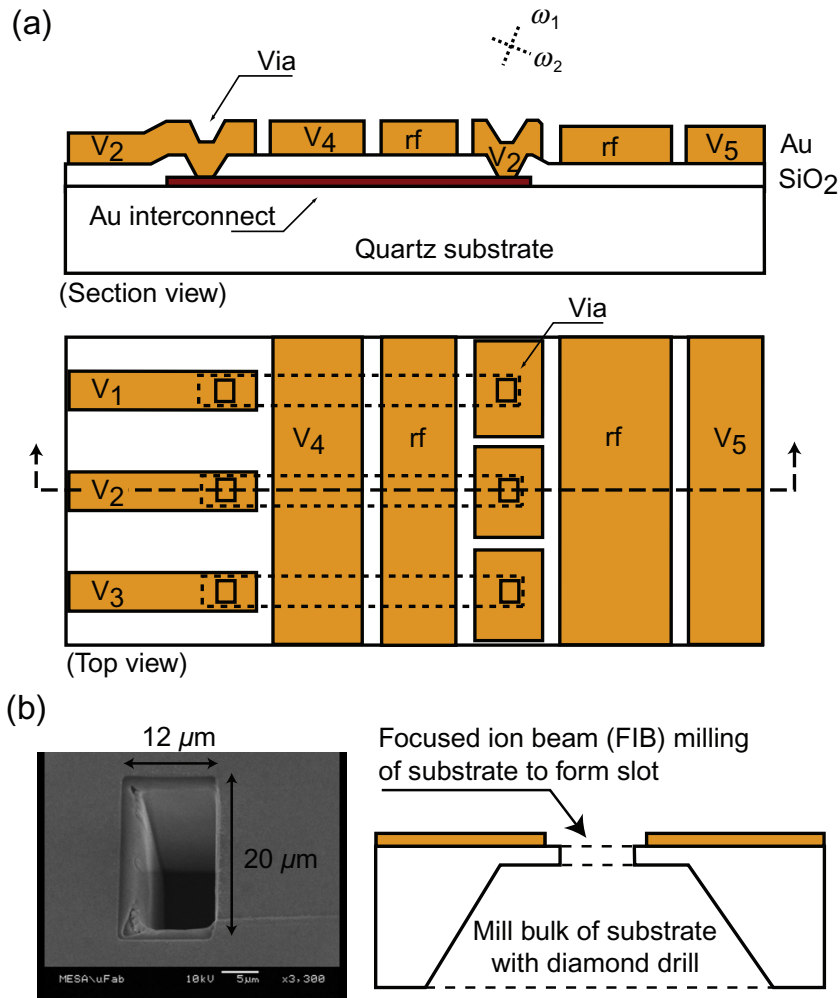 (a)
ω1
ω2
Via
V2
V4
rf
V2
rf
V5
Au
SiO2
Au interconnect
Quartz substrate
(Section view)
Via
V1
V4
rf
rf
V5
V2
V3
(Top view)
(b)
12 µm
20 µm
MESA\uFab
10kV
5µm
x3,300
Focused ion beam (FIB) milling
of substrate to form slot
Mill bulk of substrate
with diamond drill